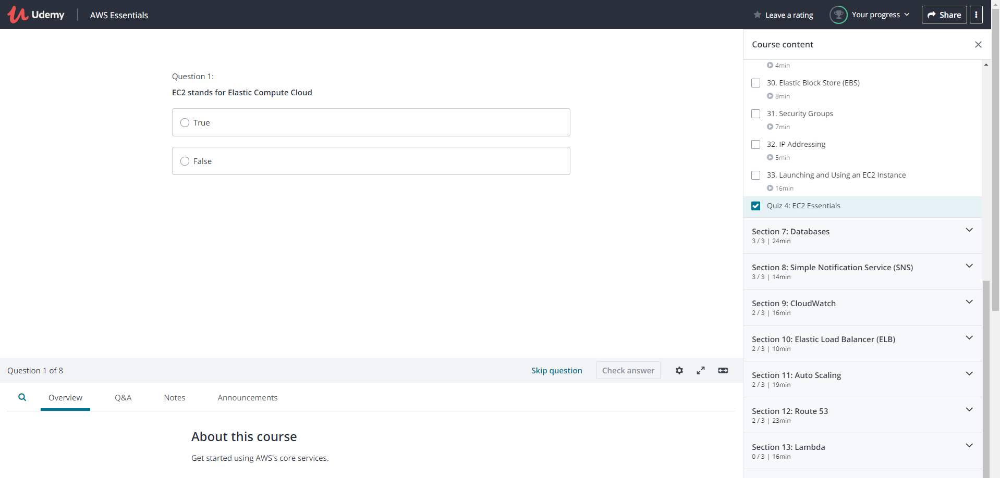 Udemy
AWS Essentials
Leave a rating
Your progress
Share
Question 1:
EC2 stands for Elastic Compute Cloud
True
False
Question 1 of 8
Skip question
Check answer
Overview
Q&A
Notes
Announcements
About this course
Get started using AWS's core services.
Course content
4min
30. Elastic Block Store (EBS)
8min
31. Security Groups
7min
32. IP Addressing
5min
33. Launching and Using an EC2 Instance
16min
Quiz 4: EC2 Essentials
Section 7: Databases
3 / 3 | 24min
Section 8: Simple Notification Service (SNS)
3 / 3 | 14min
Section 9: CloudWatch
2 / 3 | 16min
Section 10: Elastic Load Balancer (ELB)
2 / 3 | 10min
Section 11: Auto Scaling
2 / 3 | 19min
Section 12: Route 53
2 / 3 | 23min
Section 13: Lambda
0 / 3 | 16min